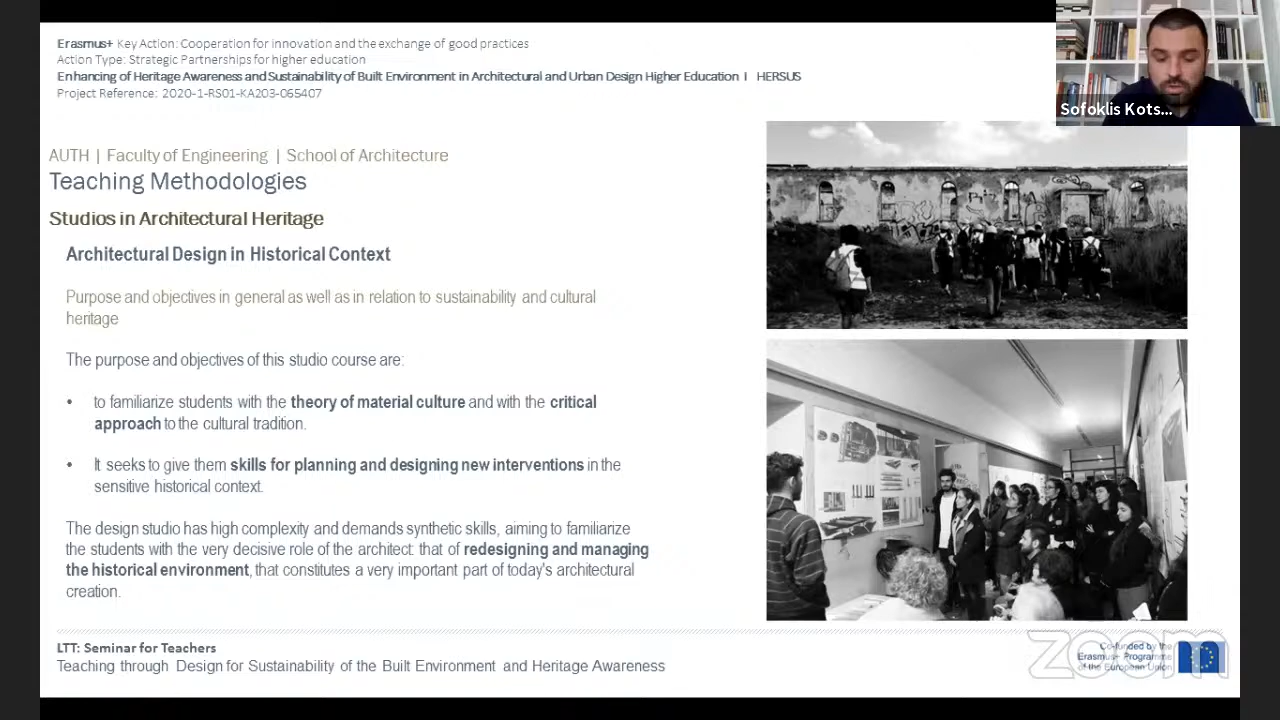 Erasmus+ Key Action: Cooperation for innovation and the exchange of good practices
Action Type: Strategic Partnerships for higher education
Enhancing of Heritage Awareness and Sustainability of Built Environment in Architectural and Urban Design Higher Education I HERSUS
Project Reference: 2020-1-RS01-KA203-065407
Sofoklis Kots...
AUTH | Faculty of Engineering | School of Architecture
Teaching Methodologies
Studios in Architectural Heritage
Architectural Design in Historical Context
Purpose and objectives in general as well as in relation to sustainability and cultural
heritage
The purpose and objectives of this studio course are:
• to familiarize students with the theory of material culture and with the critical
approach to the cultural tradition.
• It seeks to give them skills for planning and designing new interventions in the
sensitive historical context.
The design studio has high complexity and demands synthetic skills, aiming to familiarize
the students with the very decisive role of the architect: that of redesigning and managing
the historical environment, that constitutes a very important part of today's architectural
creation.
LTT: Seminar for Teachers
Teaching through Design for Sustainability of the Built Environment and Heritage Awareness
Co-funded by the
Erasmus+ Programme
of the European Union
zoom